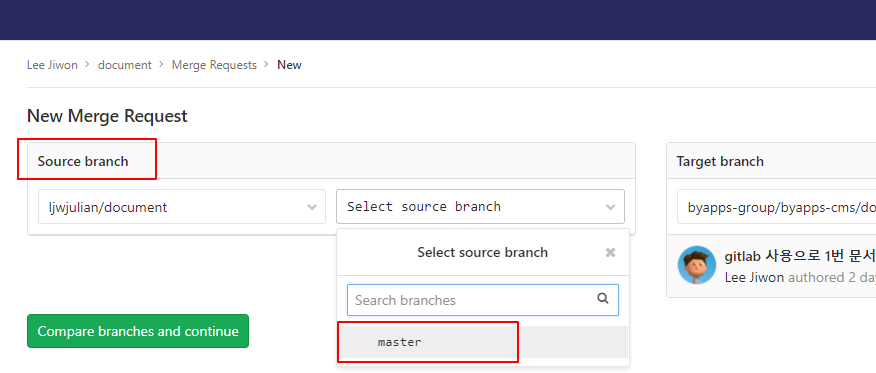 Lee Jiwon > document > Merge Requests > New
New Merge Request
Source branch
ljwjulian/document
Select source branch
Select source branch
Search branches
master
Compare branches and continue
Target branch
byapps-group/byapps-cms/do
gitlab 사용으로 1번 문서
Lee Jiwon authored 2 day